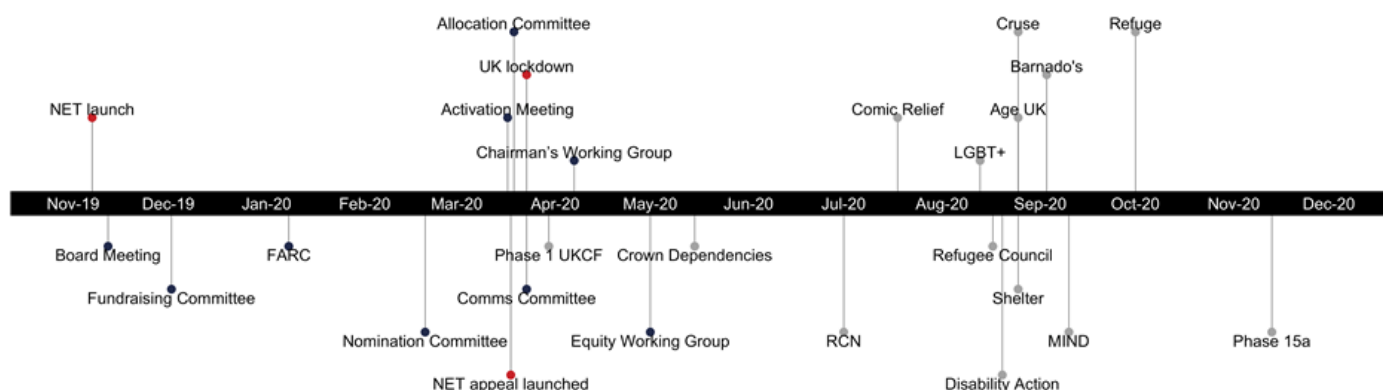 Allocation Committee
Cruse
Refuge
UK lockdown
Barnado's
NET launch
Activation Meeting
Comic Relief
Age UK
Chairman's Working Group
LGBT+
Nov-19 Dec-19 Jan-20 Feb-20 Mar-20 Apr-20 May-20 Jun-20 Jul-20 Aug-20 Sep-20 Oct-20 Nov-20 Dec-20
Board Meeting
FARC
Phase 1 UKCF
Crown Dependencies
Refugee Council
Fundraising Committee
Comms Committee
Shelter
Nomination Committee
Equity Working Group
RCN
MIND
Phase 15a
NET appeal launched
Disability Action